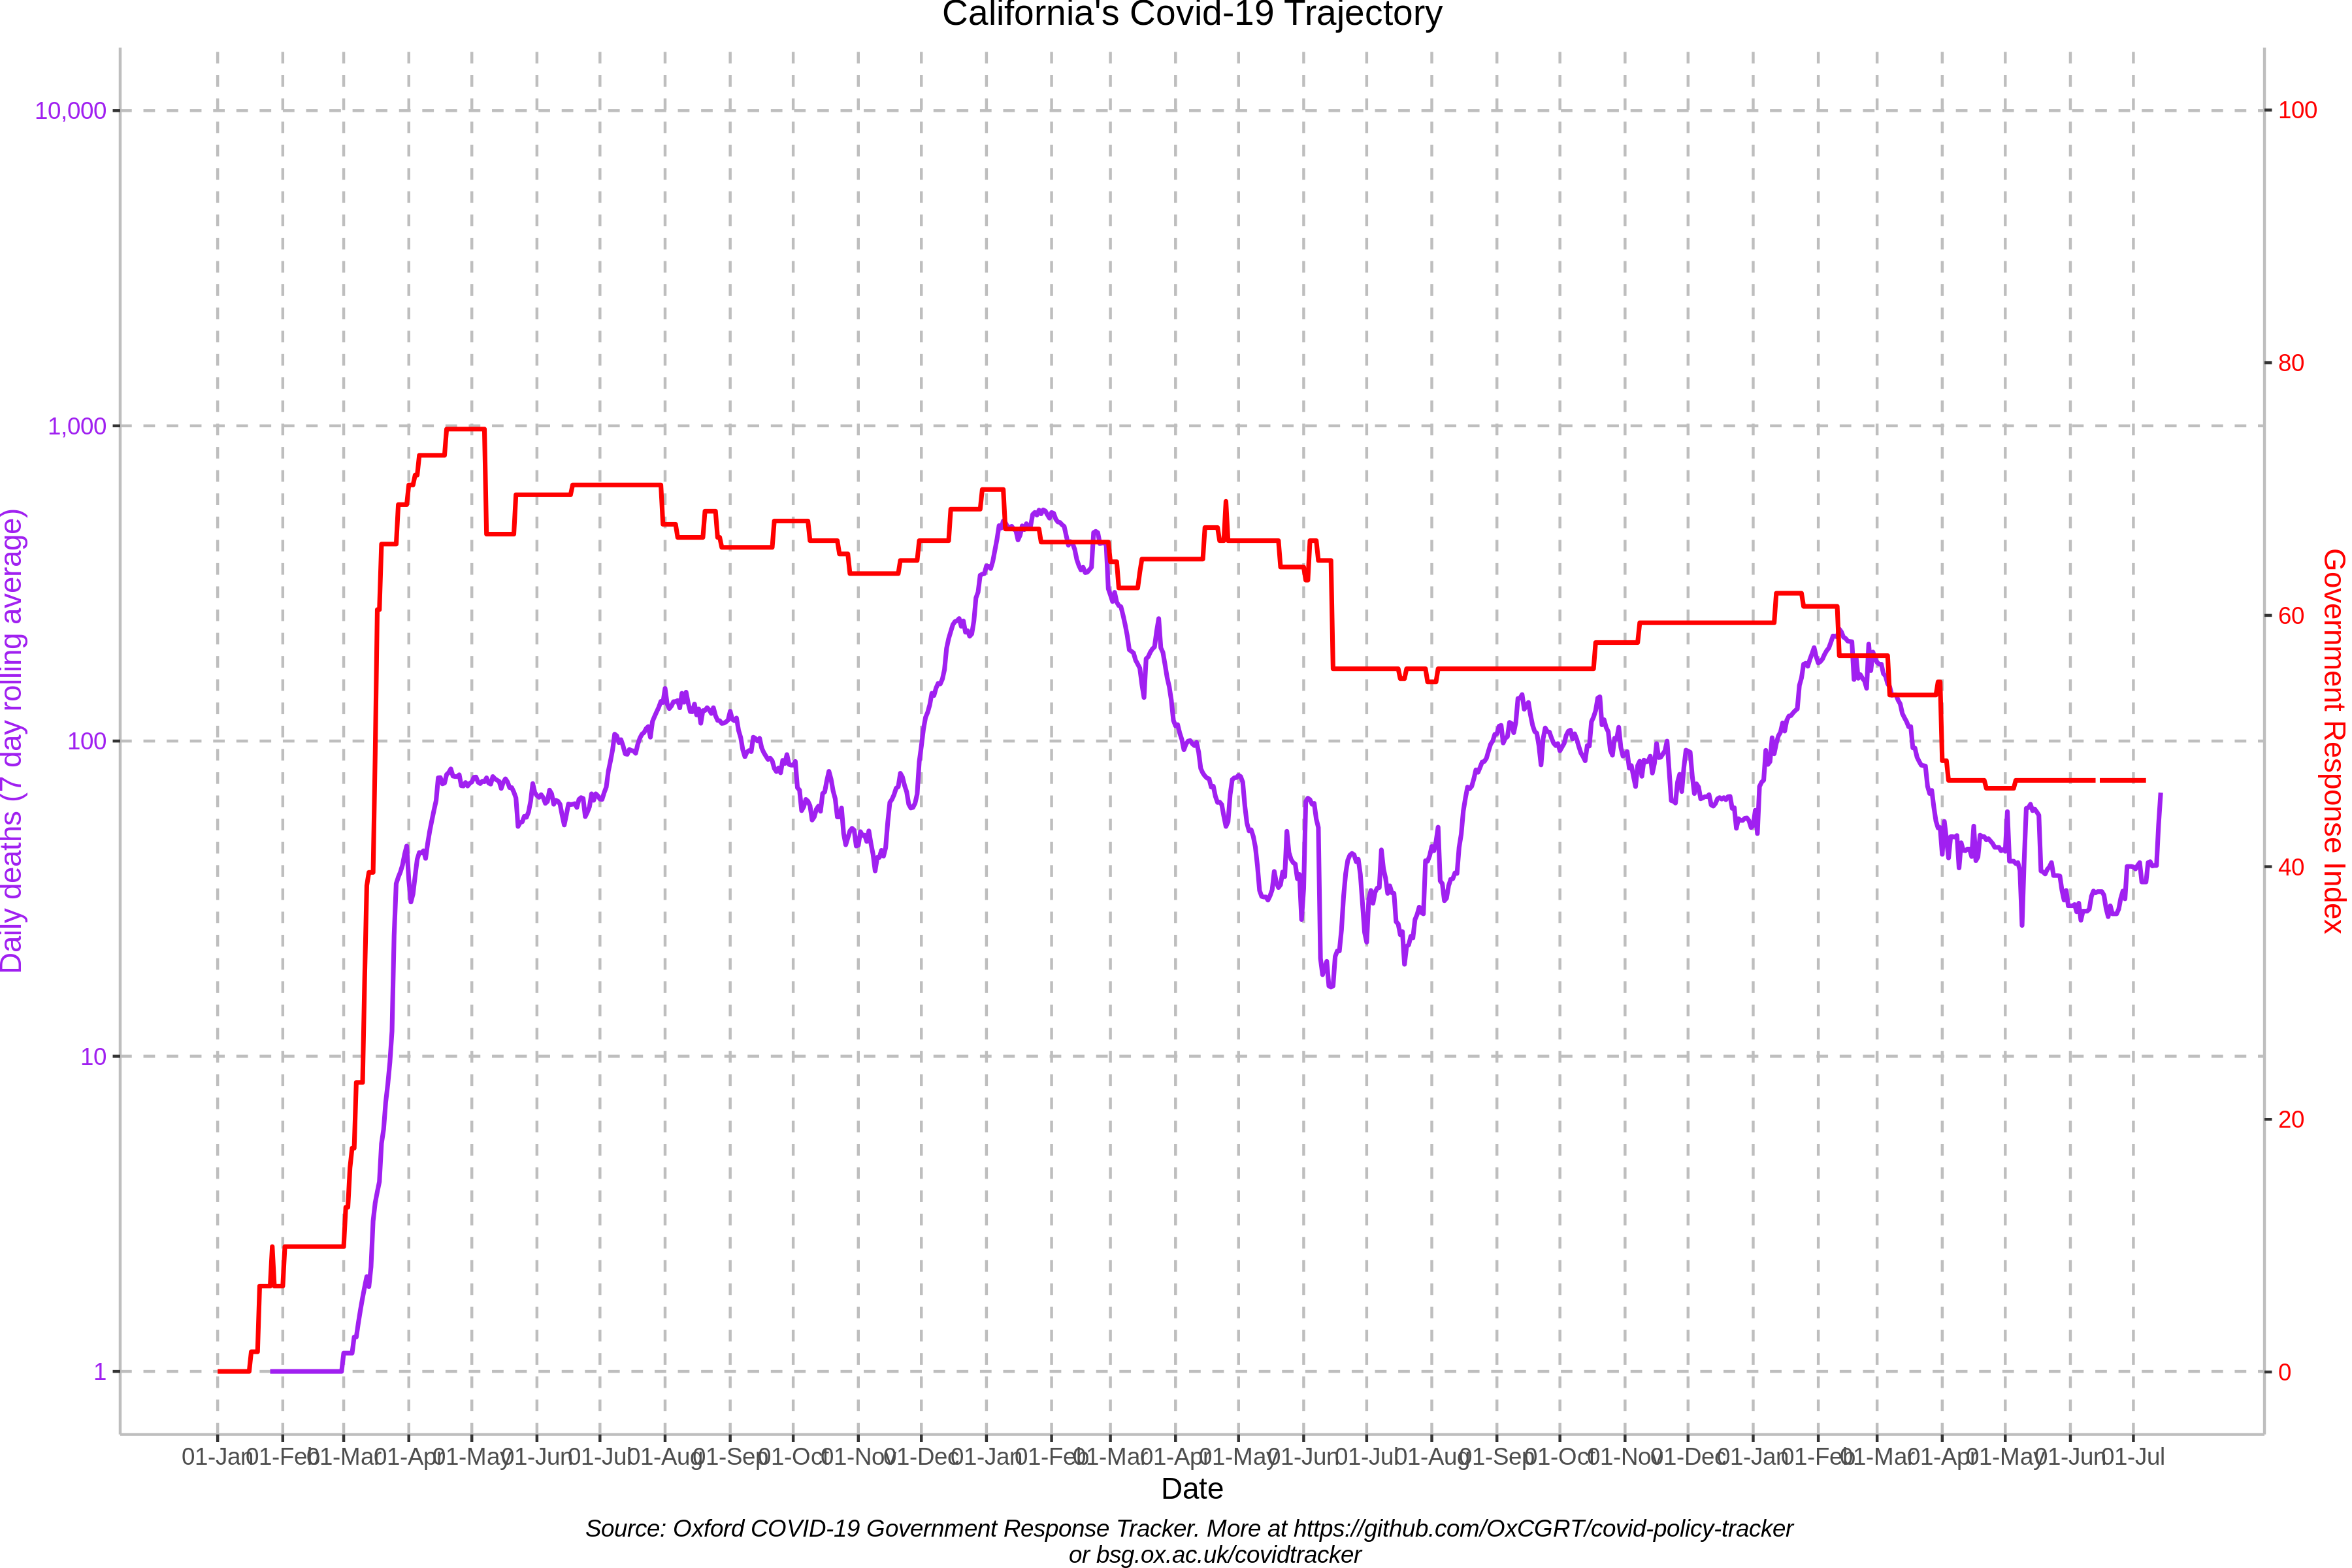 California's Covid-19 Trajectory
10,000
1,000
100
10
1
Daily deaths (7 day rolling average)
100
80
60
40
20
0
Government Response Index
01-Jan 01-Feb 01-Mar 01-Apr 01-May 01-Jun 01-Jul 01-Aug 01-Sep 01-Oct 01-Nov 01-Dec 01-Jan 01-Feb 01-Mar 01-Apr 01-May 01-Jun 01-Jul 01-Aug 01-Sep 01-Oct 01-Nov 01-Dec 01-Jan 01-Feb 01-Mar 01-Apr 01-May 01-Jun 01-Jul
Date
Source: Oxford COVID-19 Government Response Tracker. More at https://github.com/OxCGRT/covid-policy-tracker
or bsg.ox.ac.uk/covidtracker